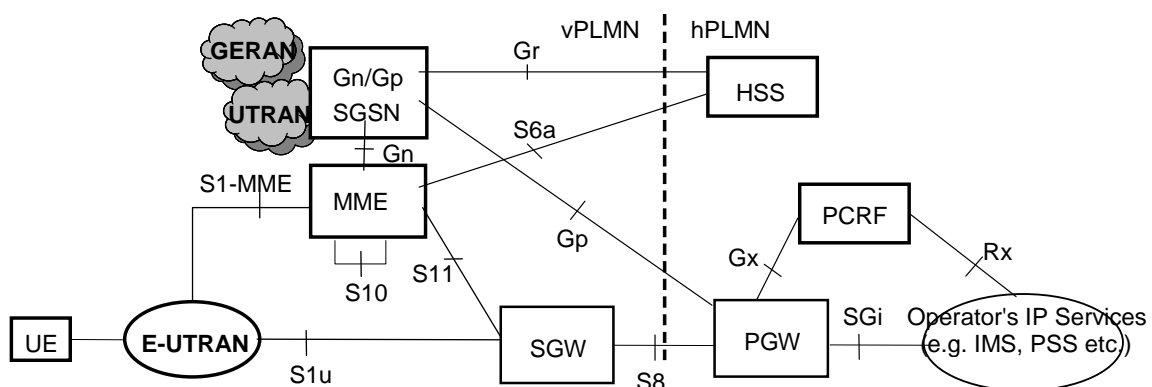 vPLMN
hPLMN
GERAN
Gr
Gn/Gp
SGSN
HSS
UTRAN
S6a
Gn
S1-MME
MME
PCRF
Gp
Gx
Rx
S11
S10
SGi
Operator's IP Services
(e.g. IMS, PSS etc.)
UE
E-UTRAN
SGW
PGW
S1u
S8